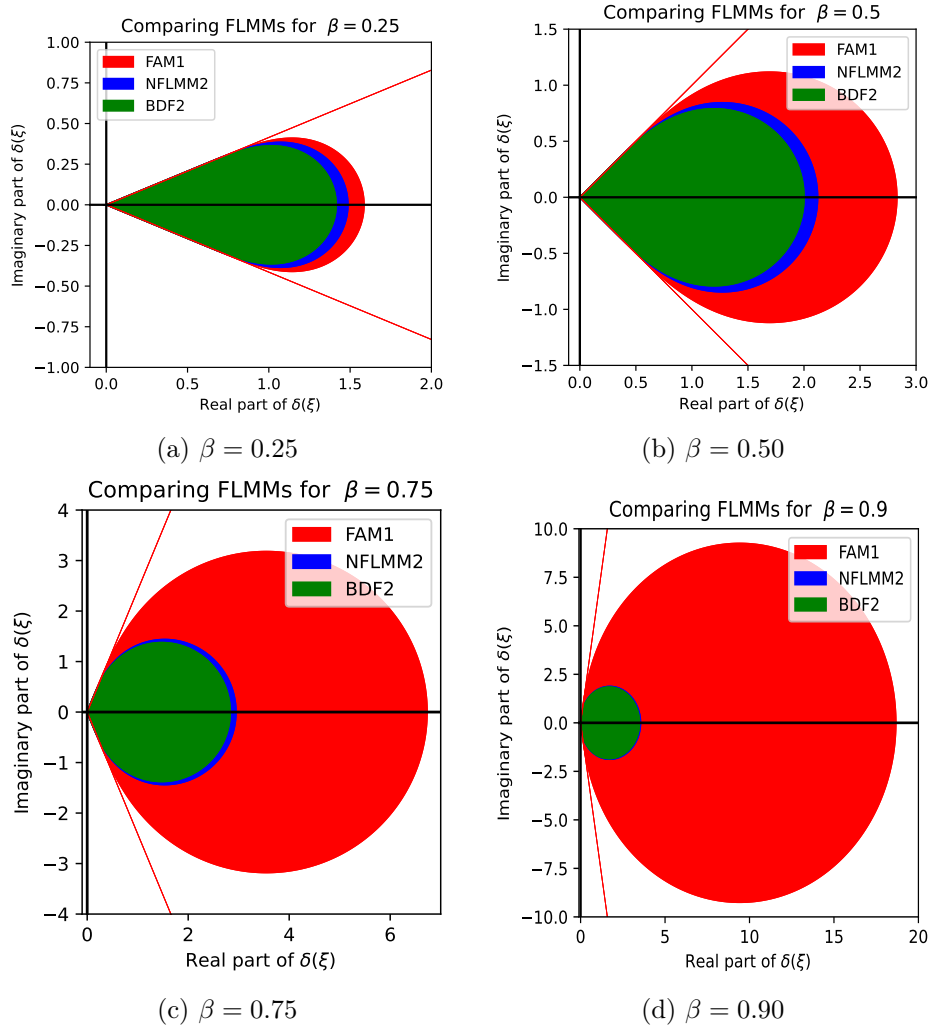 Comparing FLMMs for β = 0.25
FAM1
NFLMM2
BDF2
1.00
0.75
0.50
0.25
0.00
−0.25
−0.50
−0.75
−1.00
Imaginary part of δ(ξ)
0.0 0.5 1.0 1.5 2.0
Real part of δ(ξ)
(a) β = 0.25
Comparing FLMMs for β = 0.5
FAM1
NFLMM2
BDF2
1.5
1.0
0.5
0.0
−0.5
−1.0
−1.5
Imaginary part of δ(ξ)
0.0 0.5 1.0 1.5 2.0 2.5 3.0
Real part of δ(ξ)
(b) β = 0.50
Comparing FLMMs for β = 0.75
FAM1
NFLMM2
BDF2
4
3
2
1
0
−1
−2
−3
−4
Imaginary part of δ(ξ)
0 2 4 6
Real part of δ(ξ)
(c) β = 0.75
Comparing FLMMs for β = 0.9
FAM1
NFLMM2
BDF2
10.0
7.5
5.0
2.5
0.0
−2.5
−5.0
−7.5
−10.0
Imaginary part of δ(ξ)
0 5 10 15 20
Real part of δ(ξ)
(d) β = 0.90